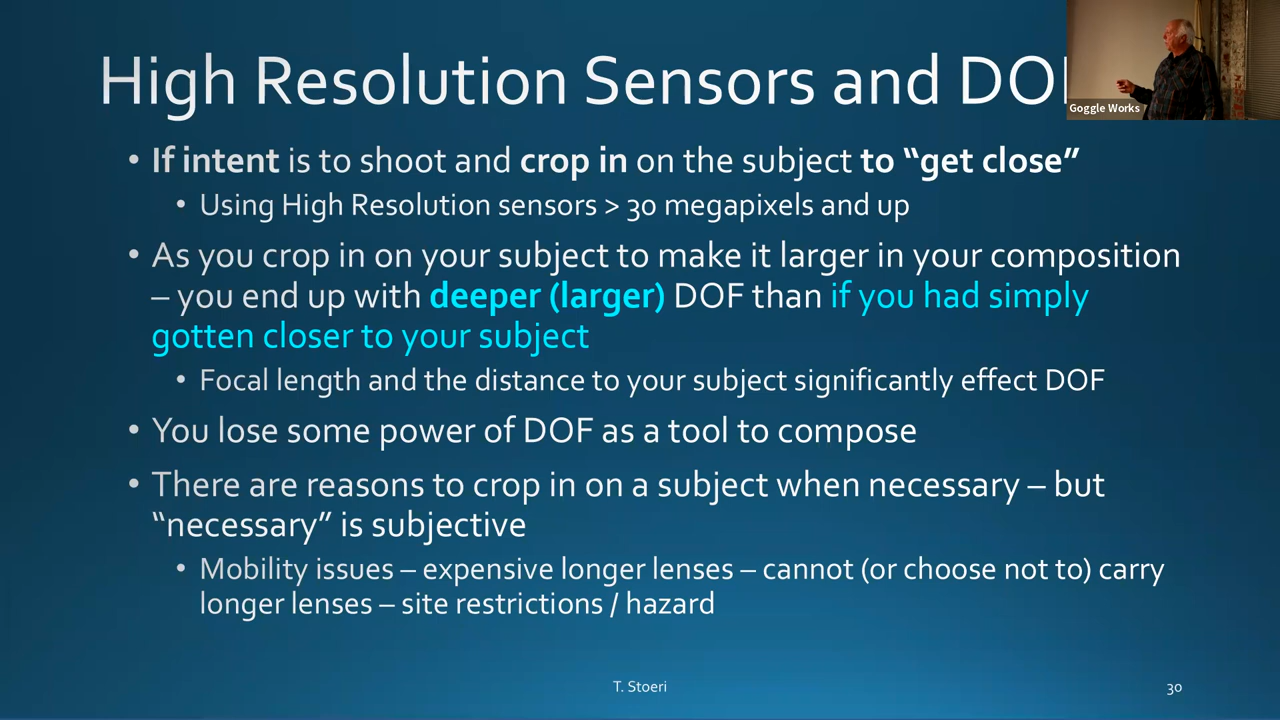 High Resolution Sensors and DO
Goggle Works
• If intent is to shoot and crop in on the subject to “get close”
• Using High Resolution sensors > 30 megapixels and up
• As you crop in on your subject to make it larger in your composition
– you end up with deeper (larger) DOF than if you had simply
gotten closer to your subject
• Focal length and the distance to your subject significantly effect DOF
• You lose some power of DOF as a tool to compose
• There are reasons to crop in on a subject when necessary – but
“necessary” is subjective
• Mobility issues – expensive longer lenses – cannot (or choose not to) carry
longer lenses – site restrictions / hazard
T. Stoeri
30